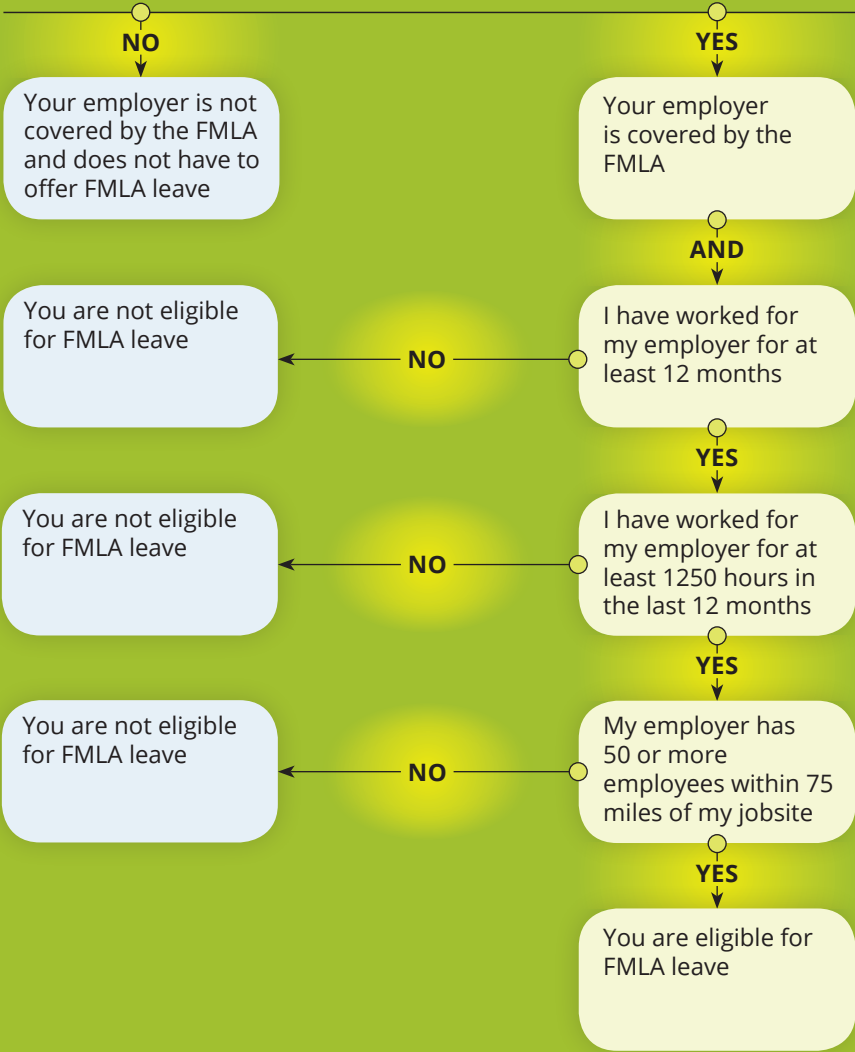 NO
YES
Your employer is not
covered by the FMLA
and does not have to
offer FMLA leave
Your employer
is covered by the
FMLA
AND
You are not eligible
for FMLA leave
NO
I have worked for
my employer for at
least 12 months
YES
You are not eligible
for FMLA leave
NO
I have worked for
my employer for at
least 1250 hours in
the last 12 months
YES
You are not eligible
for FMLA leave
NO
My employer has
50 or more
employees within 75
miles of my jobsite
YES
You are eligible for
FMLA leave